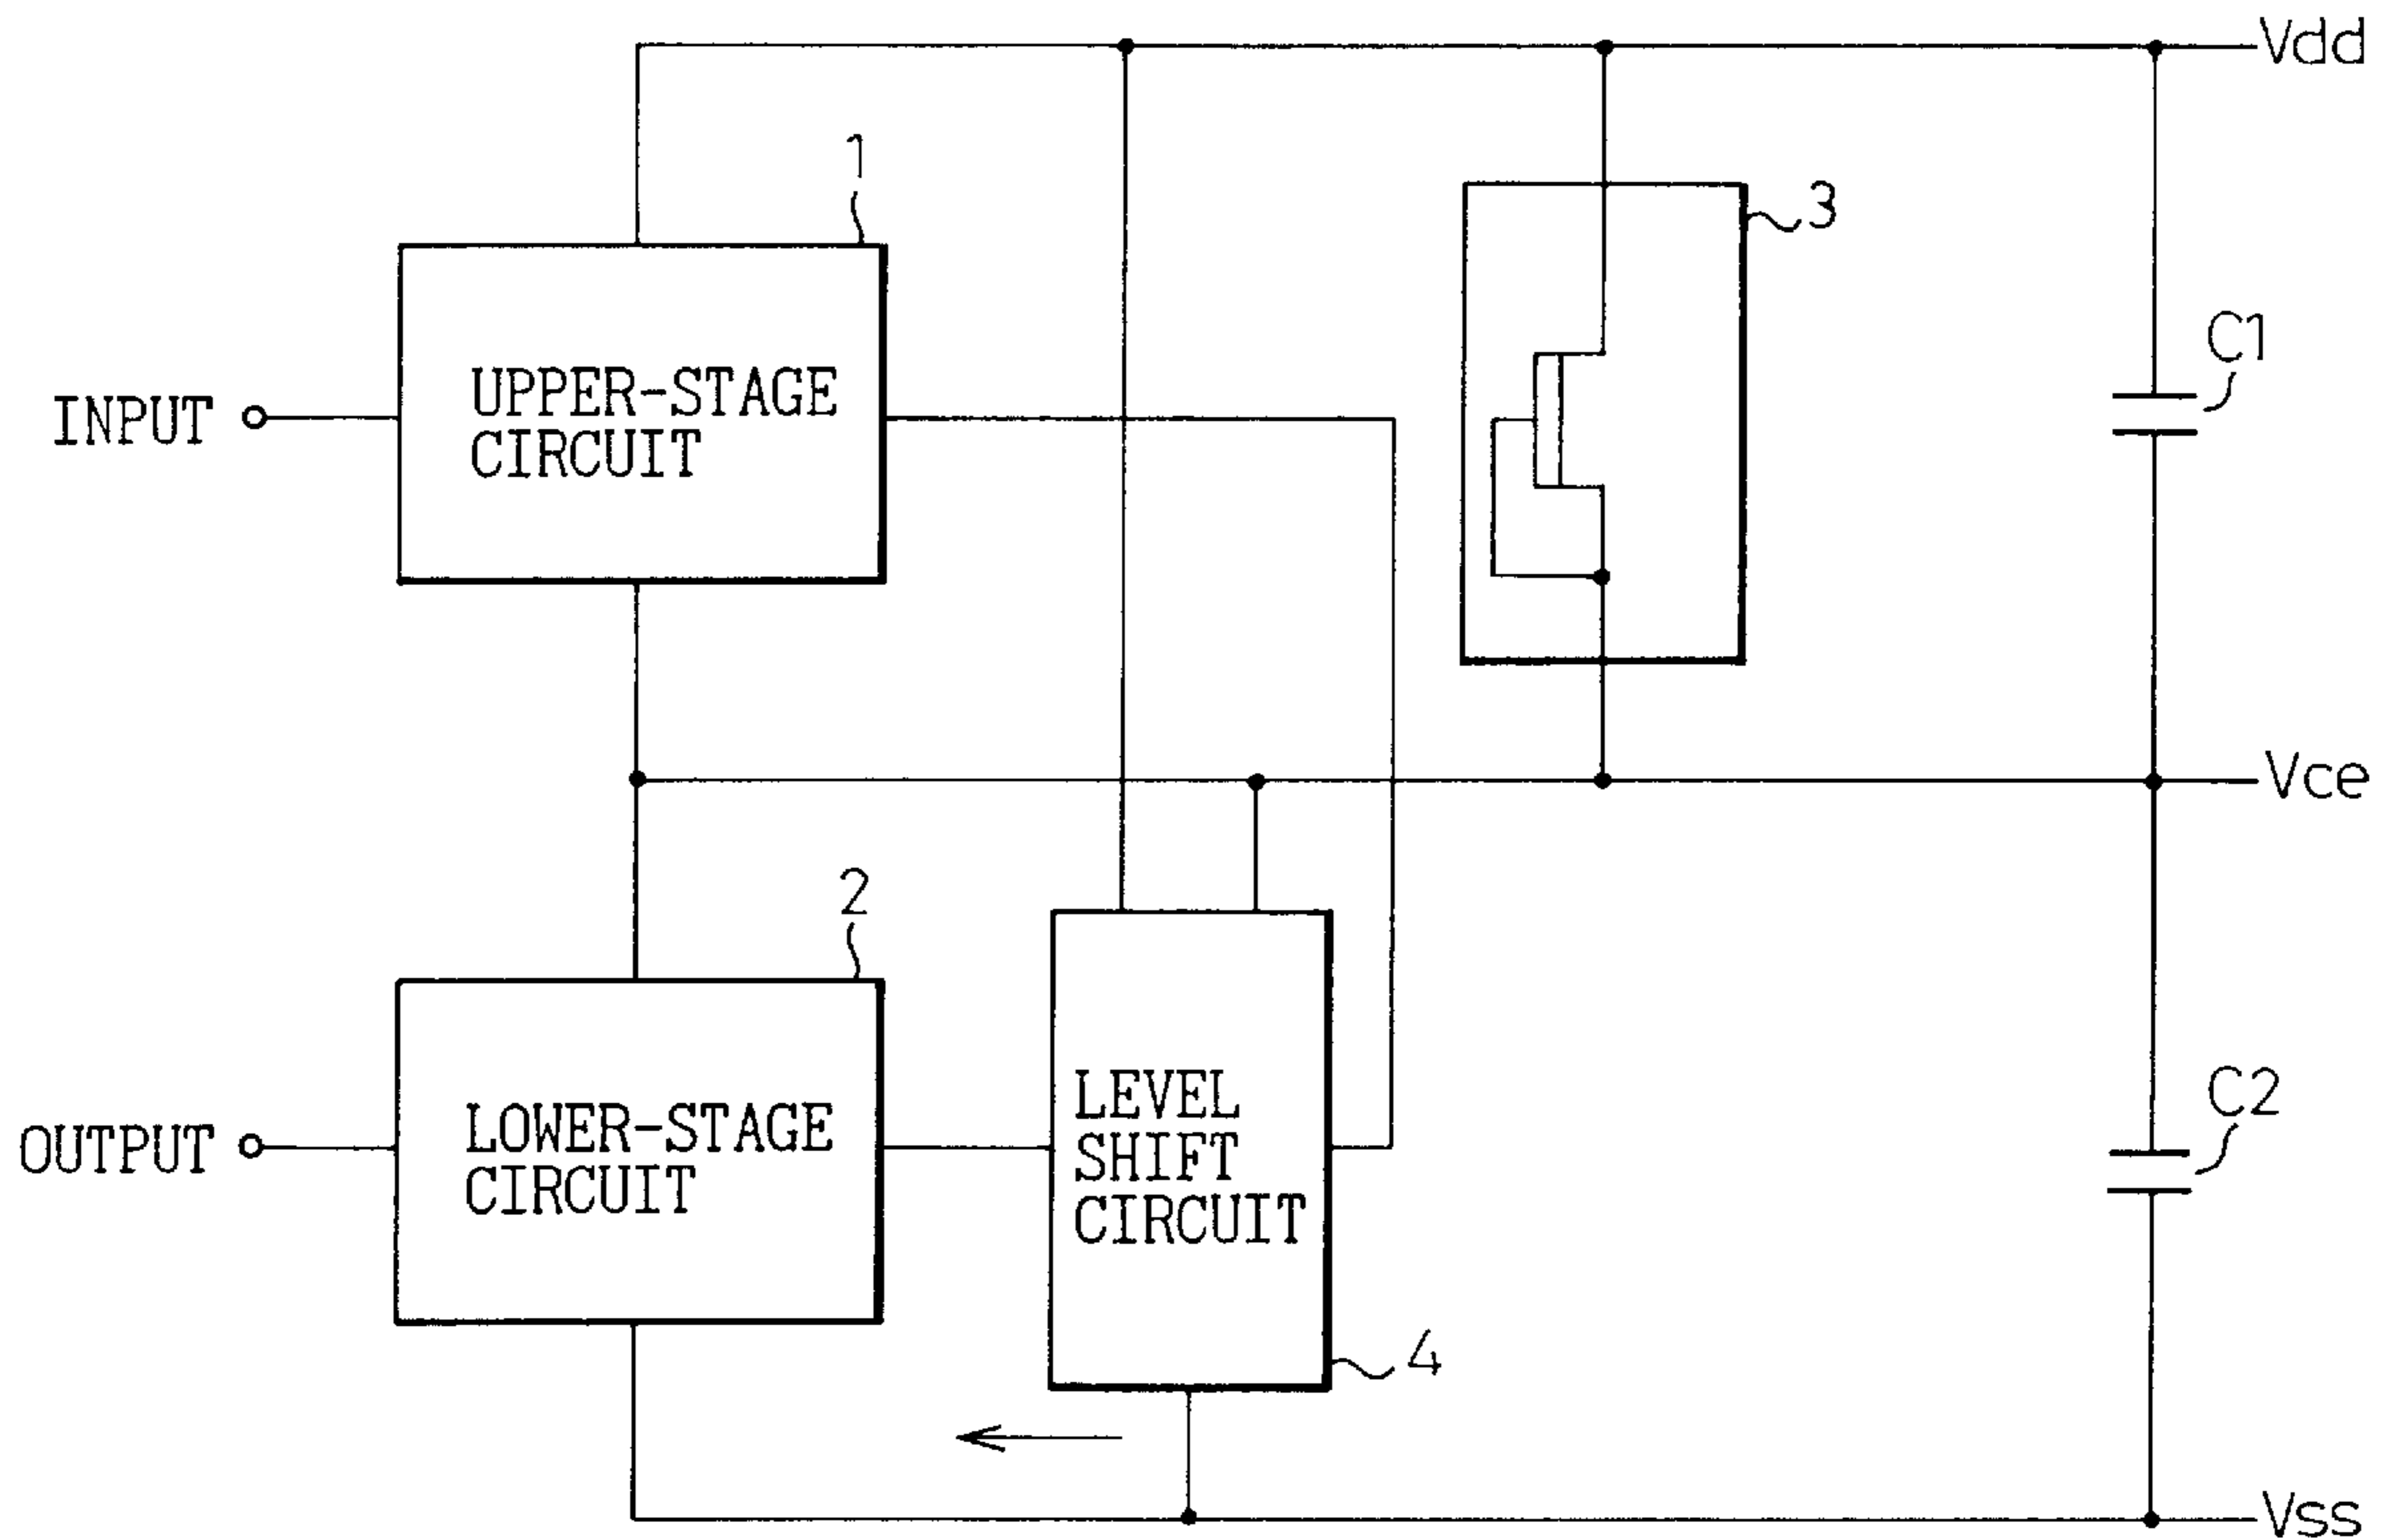 Vdd
1
3
UPPER-STAGE
CIRCUIT
INPUT
C1
Vce
2
LOWER-STAGE
CIRCUIT
OUTPUT
LEVEL
SHIFT
CIRCUIT
C2
4
Vss